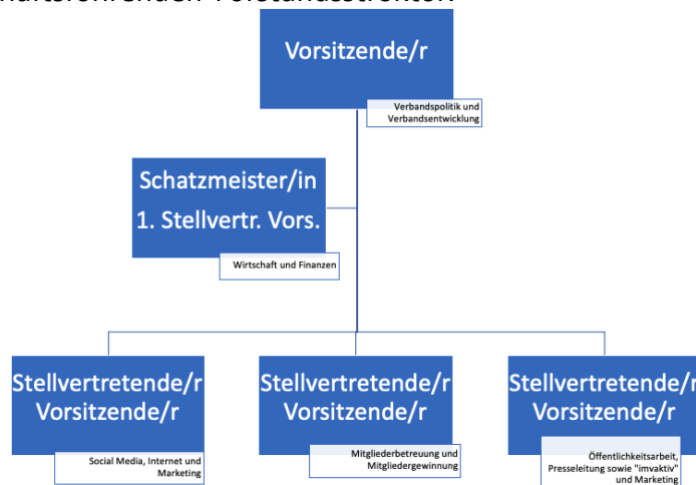 Vorsitzende/r
Verbandspolitik und
Verbandsentwicklung
Schatzmeister/in
1. Stellvertr. Vors.
Wirtschaft und Finanzen
Stellvertretende/r
Vorsitzende/r
Social Media, Internet und
Marketing
Stellvertretende/r
Vorsitzende/r
Mitgliederbetreuung und
Mitgliedergewinnung
Stellvertretende/r
Vorsitzende/r
Öffentlichkeitsarbeit,
Presseleitung sowie "imvaktiv"
und Marketing